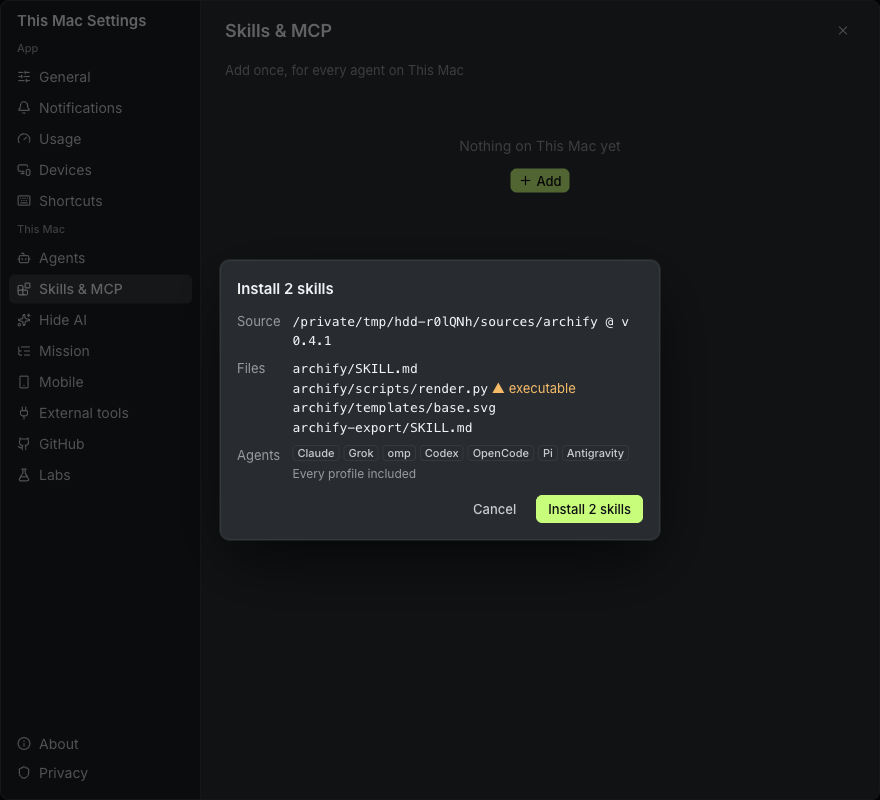 This Mac Settings
App
General
Notifications
Usage
Devices
Shortcuts
This Mac
Agents
Skills & MCP
Hide AI
Mission
Mobile
External tools
GitHub
Labs
About
Privacy
Skills & MCP
Add once, for every agent on This Mac
Nothing on This Mac yet
+ Add
Install 2 skills
Source /private/tmp/hdd-r0lQNh/sources/archify @ v
0.4.1
Files archify/SKILL.md
archify/scripts/render.py ▲ executable
archify/templates/base.svg
archify-export/SKILL.md
Agents Claude Grok omp Codex OpenCode Pi Antigravity
Every profile included
Cancel Install 2 skills